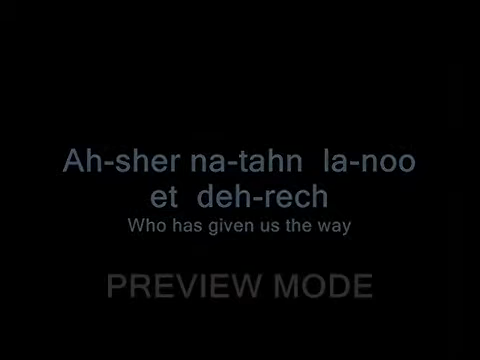 Ah-sher na-tahn la-noo
et deh-rech
Who has given us the way
PREVIEW MODE